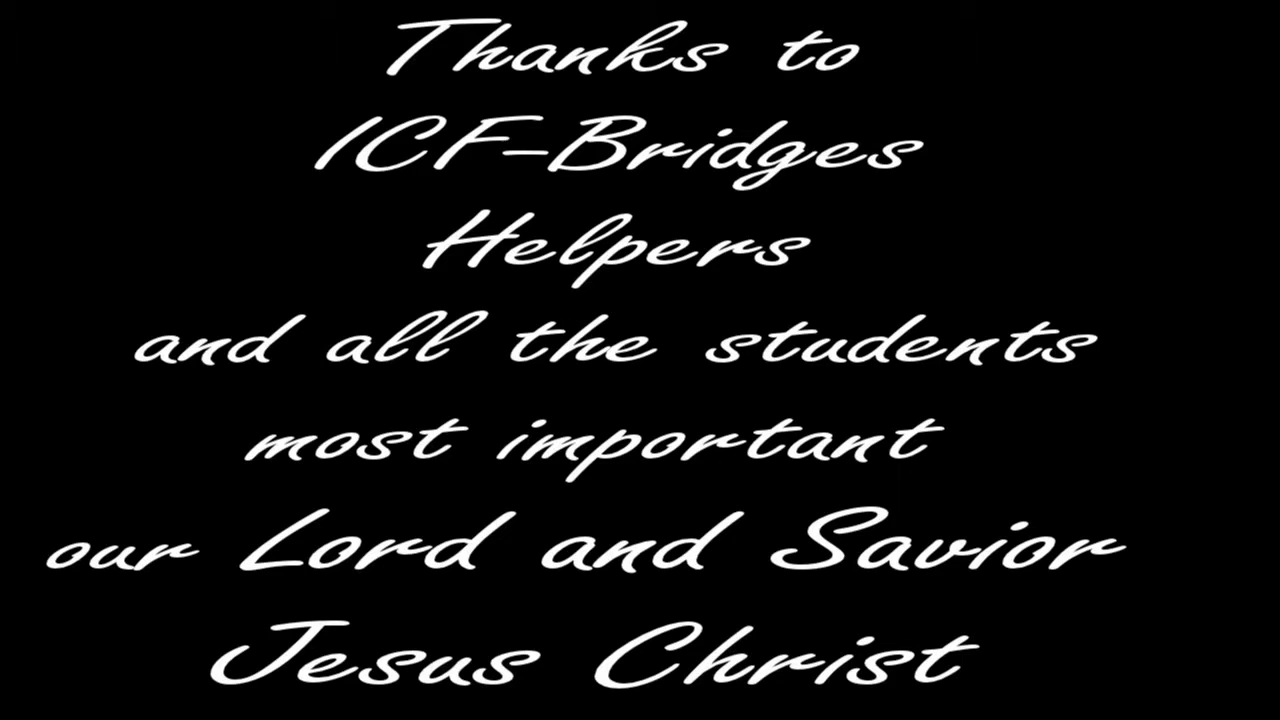 Thanks to
ICF-Bridges
Helpers
and all the students
most important
our Lord and Savior
Jesus Christ